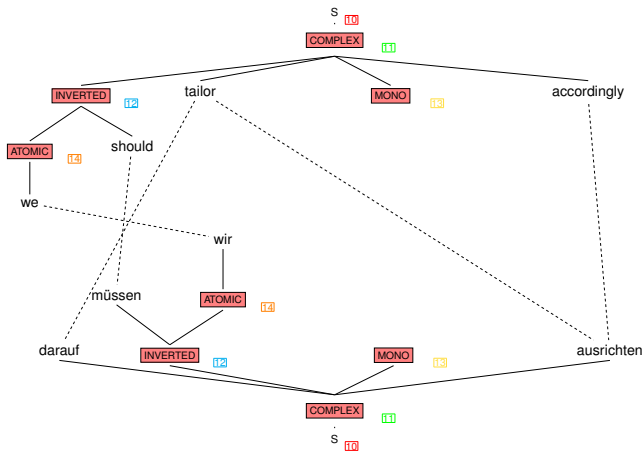 S 10
COMPLEX 11
INVERTED 12 tailor MONO 13 accordingly
ATOMIC 14 should
we
wir
müssen ATOMIC 14
darauf INVERTED 12 MONO 13 ausrichten
COMPLEX 11
S 10